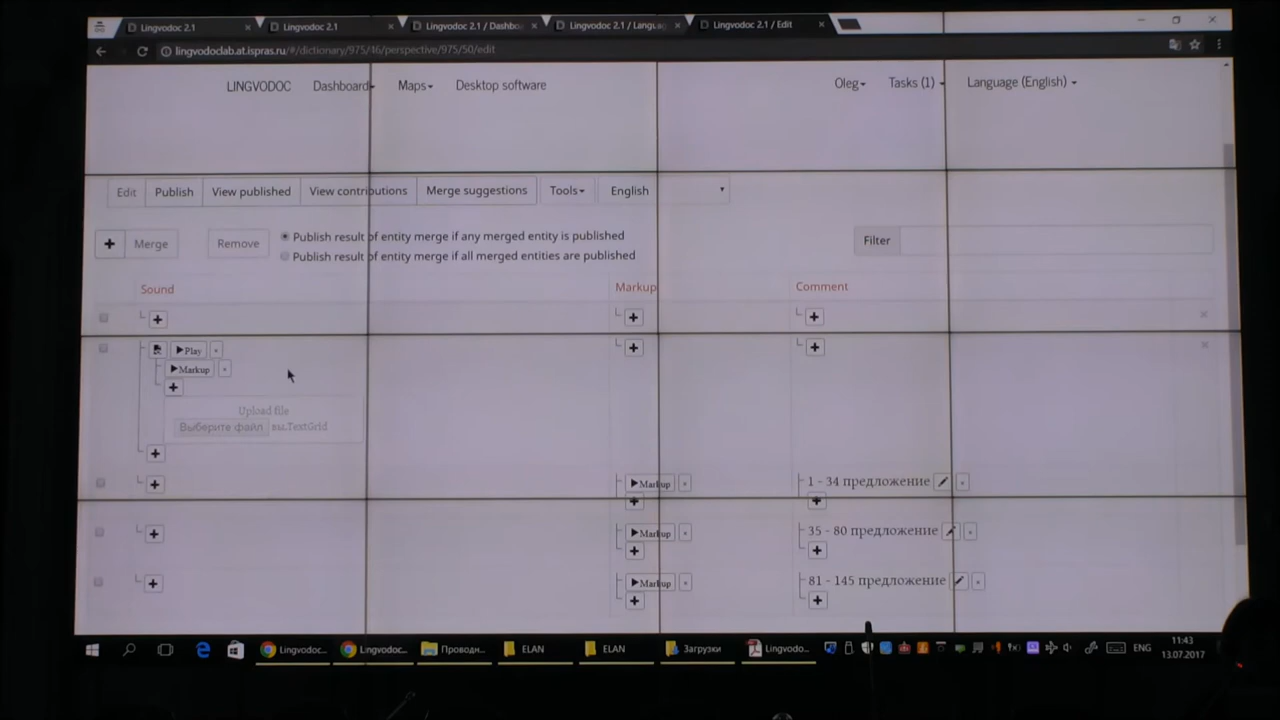 Lingvodoc 2.1
Lingvodoc 2.1
Lingvodoc 2.1 / Dashbo
Lingvodoc 2.1 / Langu
Lingvodoc 2.1 / Edit
lingvodoclab.at.ispras.ru/#/dictionary/975/46/perspective/975/50/edit
LINGVODOC Dashboard Maps Desktop software Oleg Tasks (1) Language (English)
Edit Publish View published View contributions Merge suggestions Tools English
Merge Remove
Publish result of entity merge if any merged entity is published
Publish result of entity merge if all merged entities are published
Filter
Sound Markup Comment
Play
Markup
Upload file
Выберите файл вы.TextGrid
Markup 1 - 34 предложение
Markup 35 - 80 предложение
Markup 81 - 145 предложение
Lingvodoc... Lingvodoc... Проводн... ELAN ELAN Загрузки Lingvodo...
ENG
11:43
13.07.2017